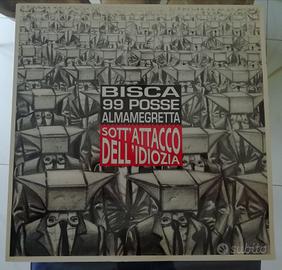 BISCA
99 POSSE
ALMAMEGRETTA
SOTT'ATTACCO
DELL'IDIOZIA
subito